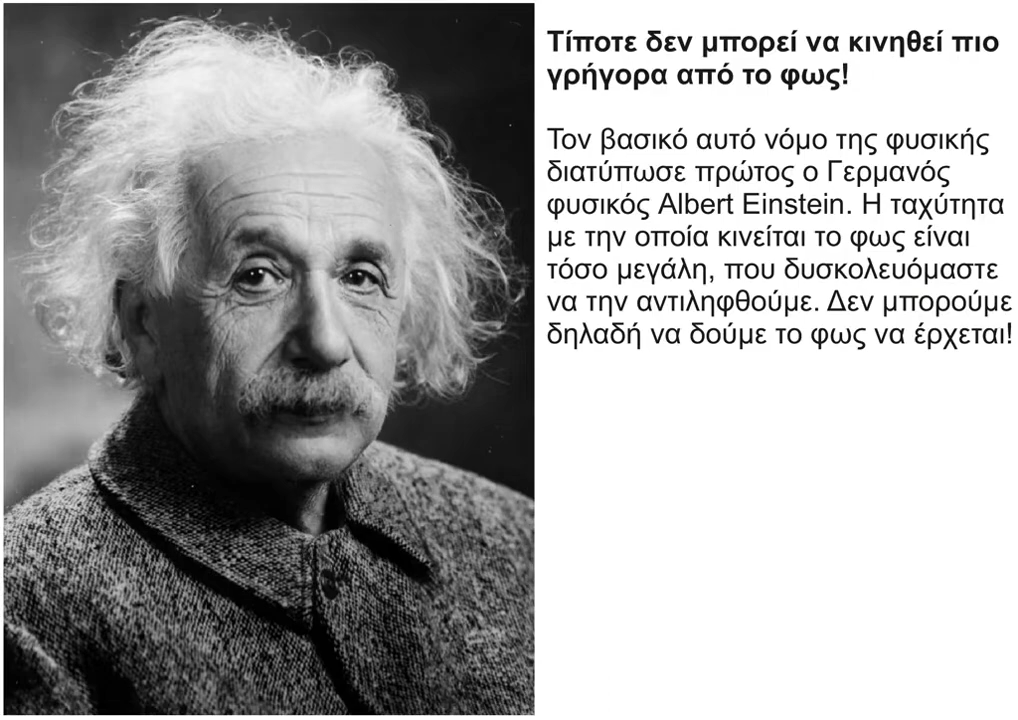 Τίποτε δεν μπορεί να κινηθεί πιο
γρήγορα από το φως!
Τον βασικό αυτό νόμο της φυσικής
διατύπωσε πρώτος ο Γερμανός
φυσικός Albert Einstein. Η ταχύτητα
με την οποία κινείται το φως είναι
τόσο μεγάλη, που δυσκολευόμαστε
να την αντιληφθούμε. Δεν μπορούμε
δηλαδή να δούμε το φως να έρχεται!